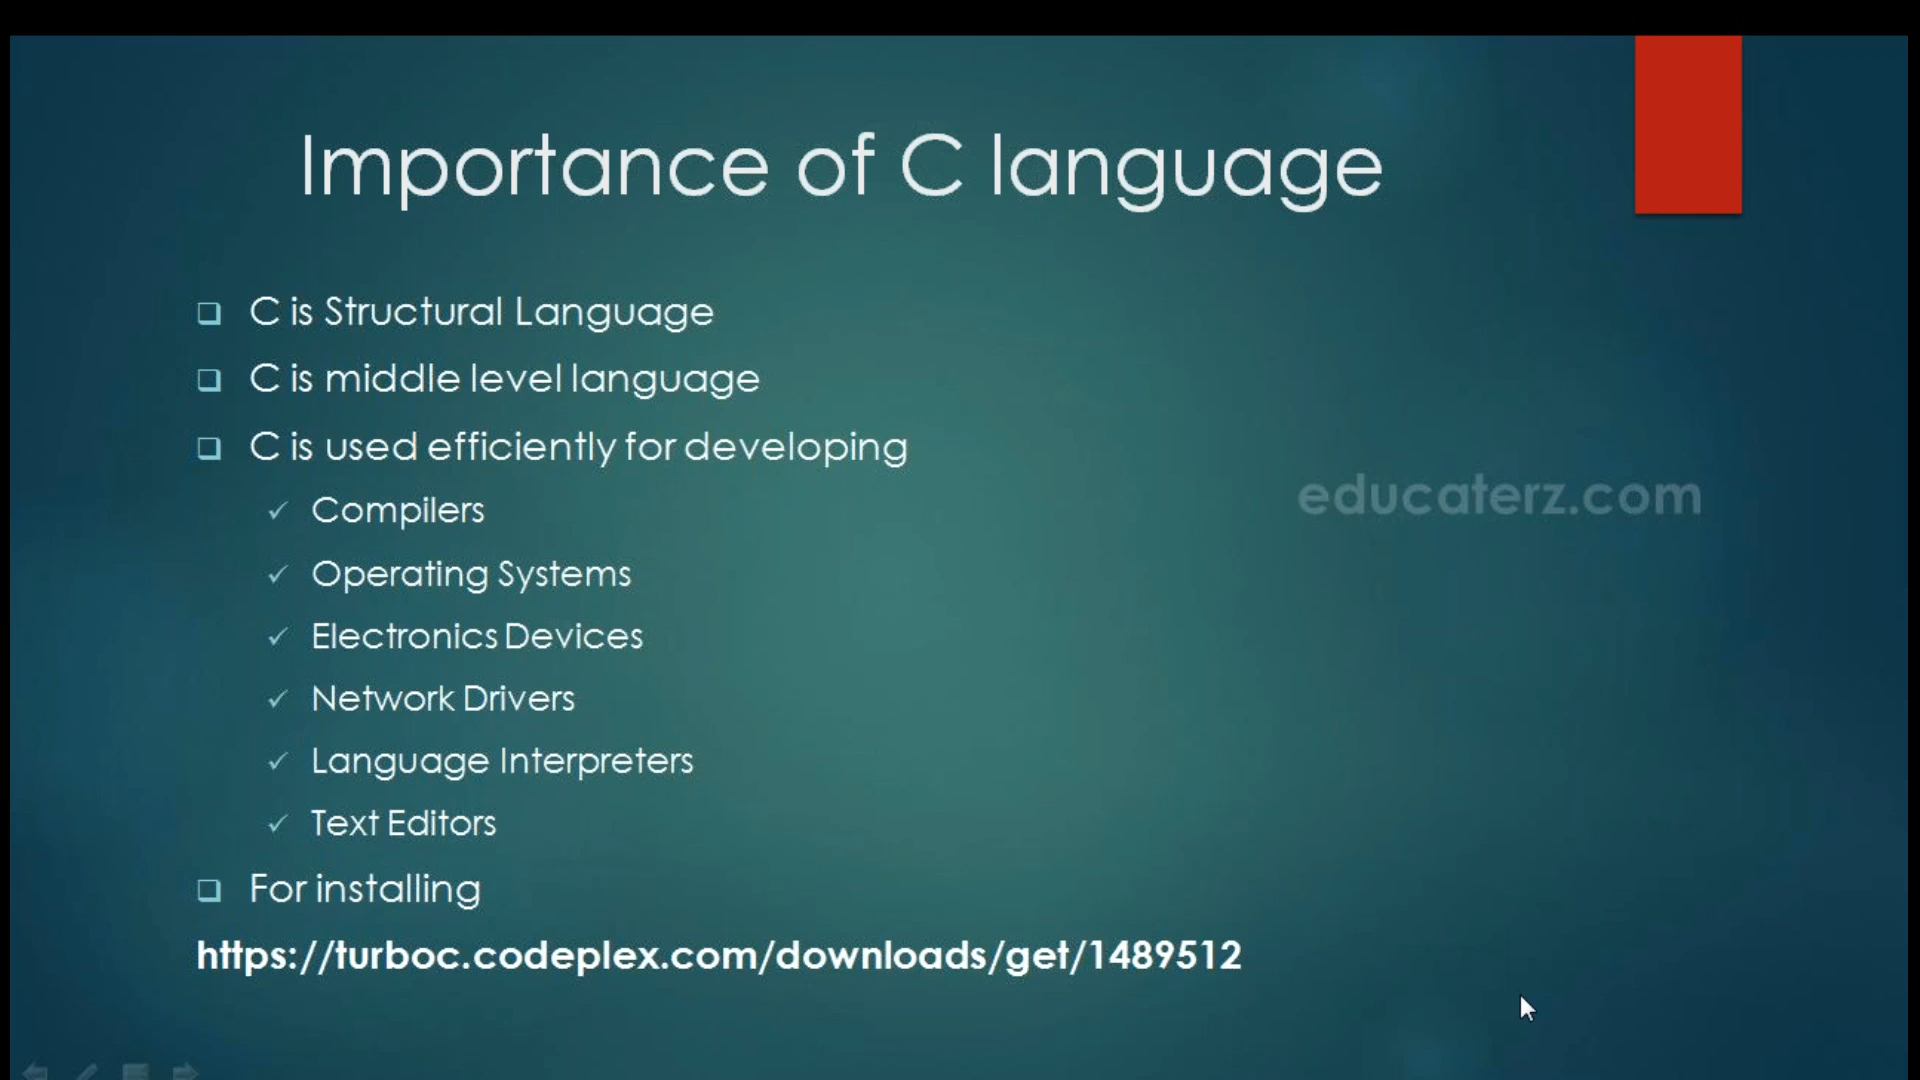 Importance of C language
C is Structural Language
C is middle level language
C is used efficiently for developing
educaterz.com
Compilers
Operating Systems
Electronics Devices
Network Drivers
Language Interpreters
Text Editors
For installing
https://turboc.codeplex.com/downloads/get/1489512